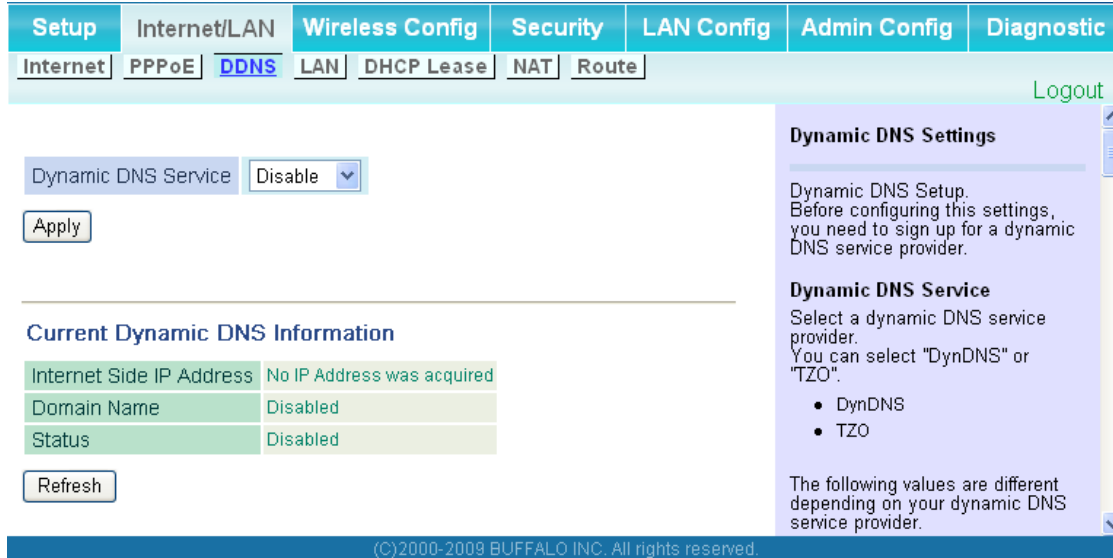 Setup Internet/LAN Wireless Config Security LAN Config Admin Config Diagnostic
Internet PPPoE DDNS LAN DHCP Lease NAT Route
Logout
Dynamic DNS Service Disable
Apply
Current Dynamic DNS Information
Internet Side IP Address No IP Address was acquired
Domain Name Disabled
Status Disabled
Refresh
Dynamic DNS Settings
Dynamic DNS Setup.
Before configuring this settings,
you need to sign up for a dynamic
DNS service provider.
Dynamic DNS Service
Select a dynamic DNS service
provider.
You can select "DynDNS" or
"TZO".
• DynDNS
• TZO
The following values are different
depending on your dynamic DNS
service provider.
(C)2000-2009 BUFFALO INC. All rights reserved.